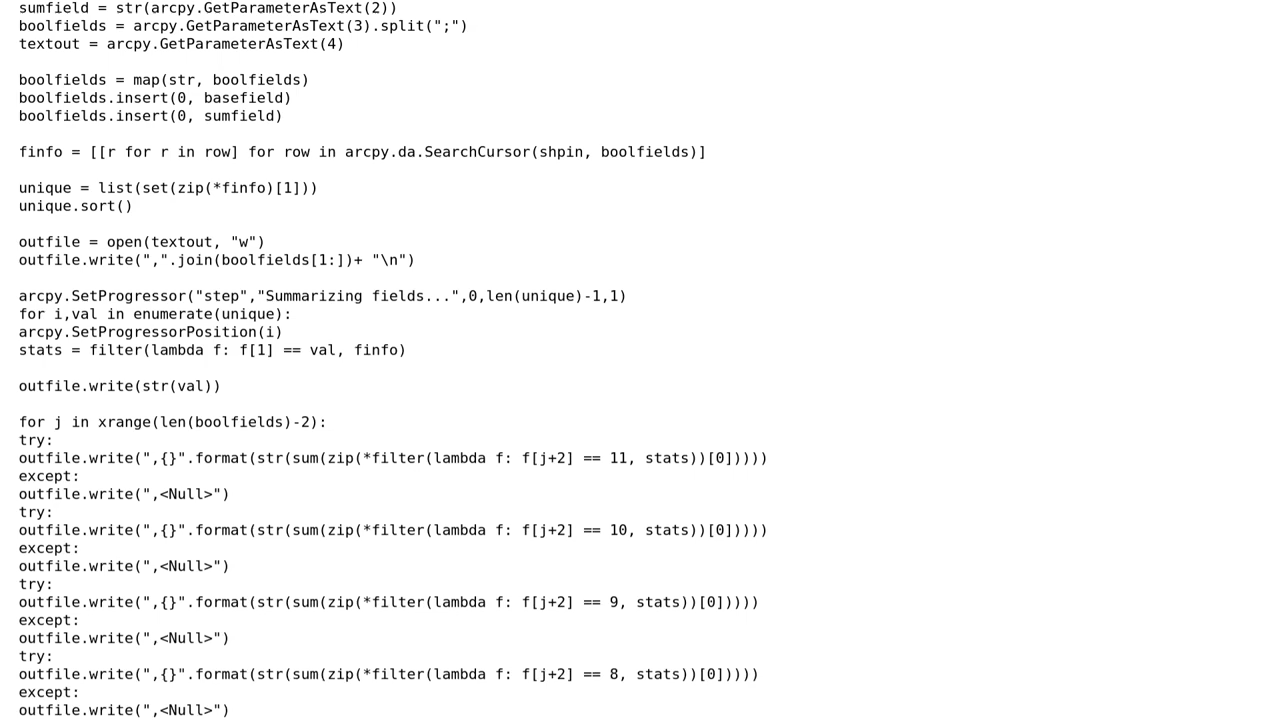 sumfield = str(arcpy.GetParameterAsText(2))
boolfields = arcpy.GetParameterAsText(3).split(";")
textout = arcpy.GetParameterAsText(4)
boolfields = map(str, boolfields)
boolfields.insert(0, basefield)
boolfields.insert(0, sumfield)
finfo = [[r for r in row] for row in arcpy.da.SearchCursor(shpin, boolfields)]
unique = list(set(zip(*finfo)[1]))
unique.sort()
outfile = open(textout, "w")
outfile.write(",".join(boolfields[1:])+ "\n")
arcpy.SetProgressor("step","Summarizing fields...",0,len(unique)-1,1)
for i,val in enumerate(unique):
arcpy.SetProgressorPosition(i)
stats = filter(lambda f: f[1] == val, finfo)
outfile.write(str(val))
for j in xrange(len(boolfields)-2):
try:
outfile.write(",{}".format(str(sum(zip(*filter(lambda f: f[j+2] == 11, stats))[0]))))
except:
outfile.write(",<Null>")
try:
outfile.write(",{}".format(str(sum(zip(*filter(lambda f: f[j+2] == 10, stats))[0]))))
except:
outfile.write(",<Null>")
try:
outfile.write(",{}".format(str(sum(zip(*filter(lambda f: f[j+2] == 9, stats))[0]))))
except:
outfile.write(",<Null>")
try:
outfile.write(",{}".format(str(sum(zip(*filter(lambda f: f[j+2] == 8, stats))[0]))))
except:
outfile.write(",<Null>")